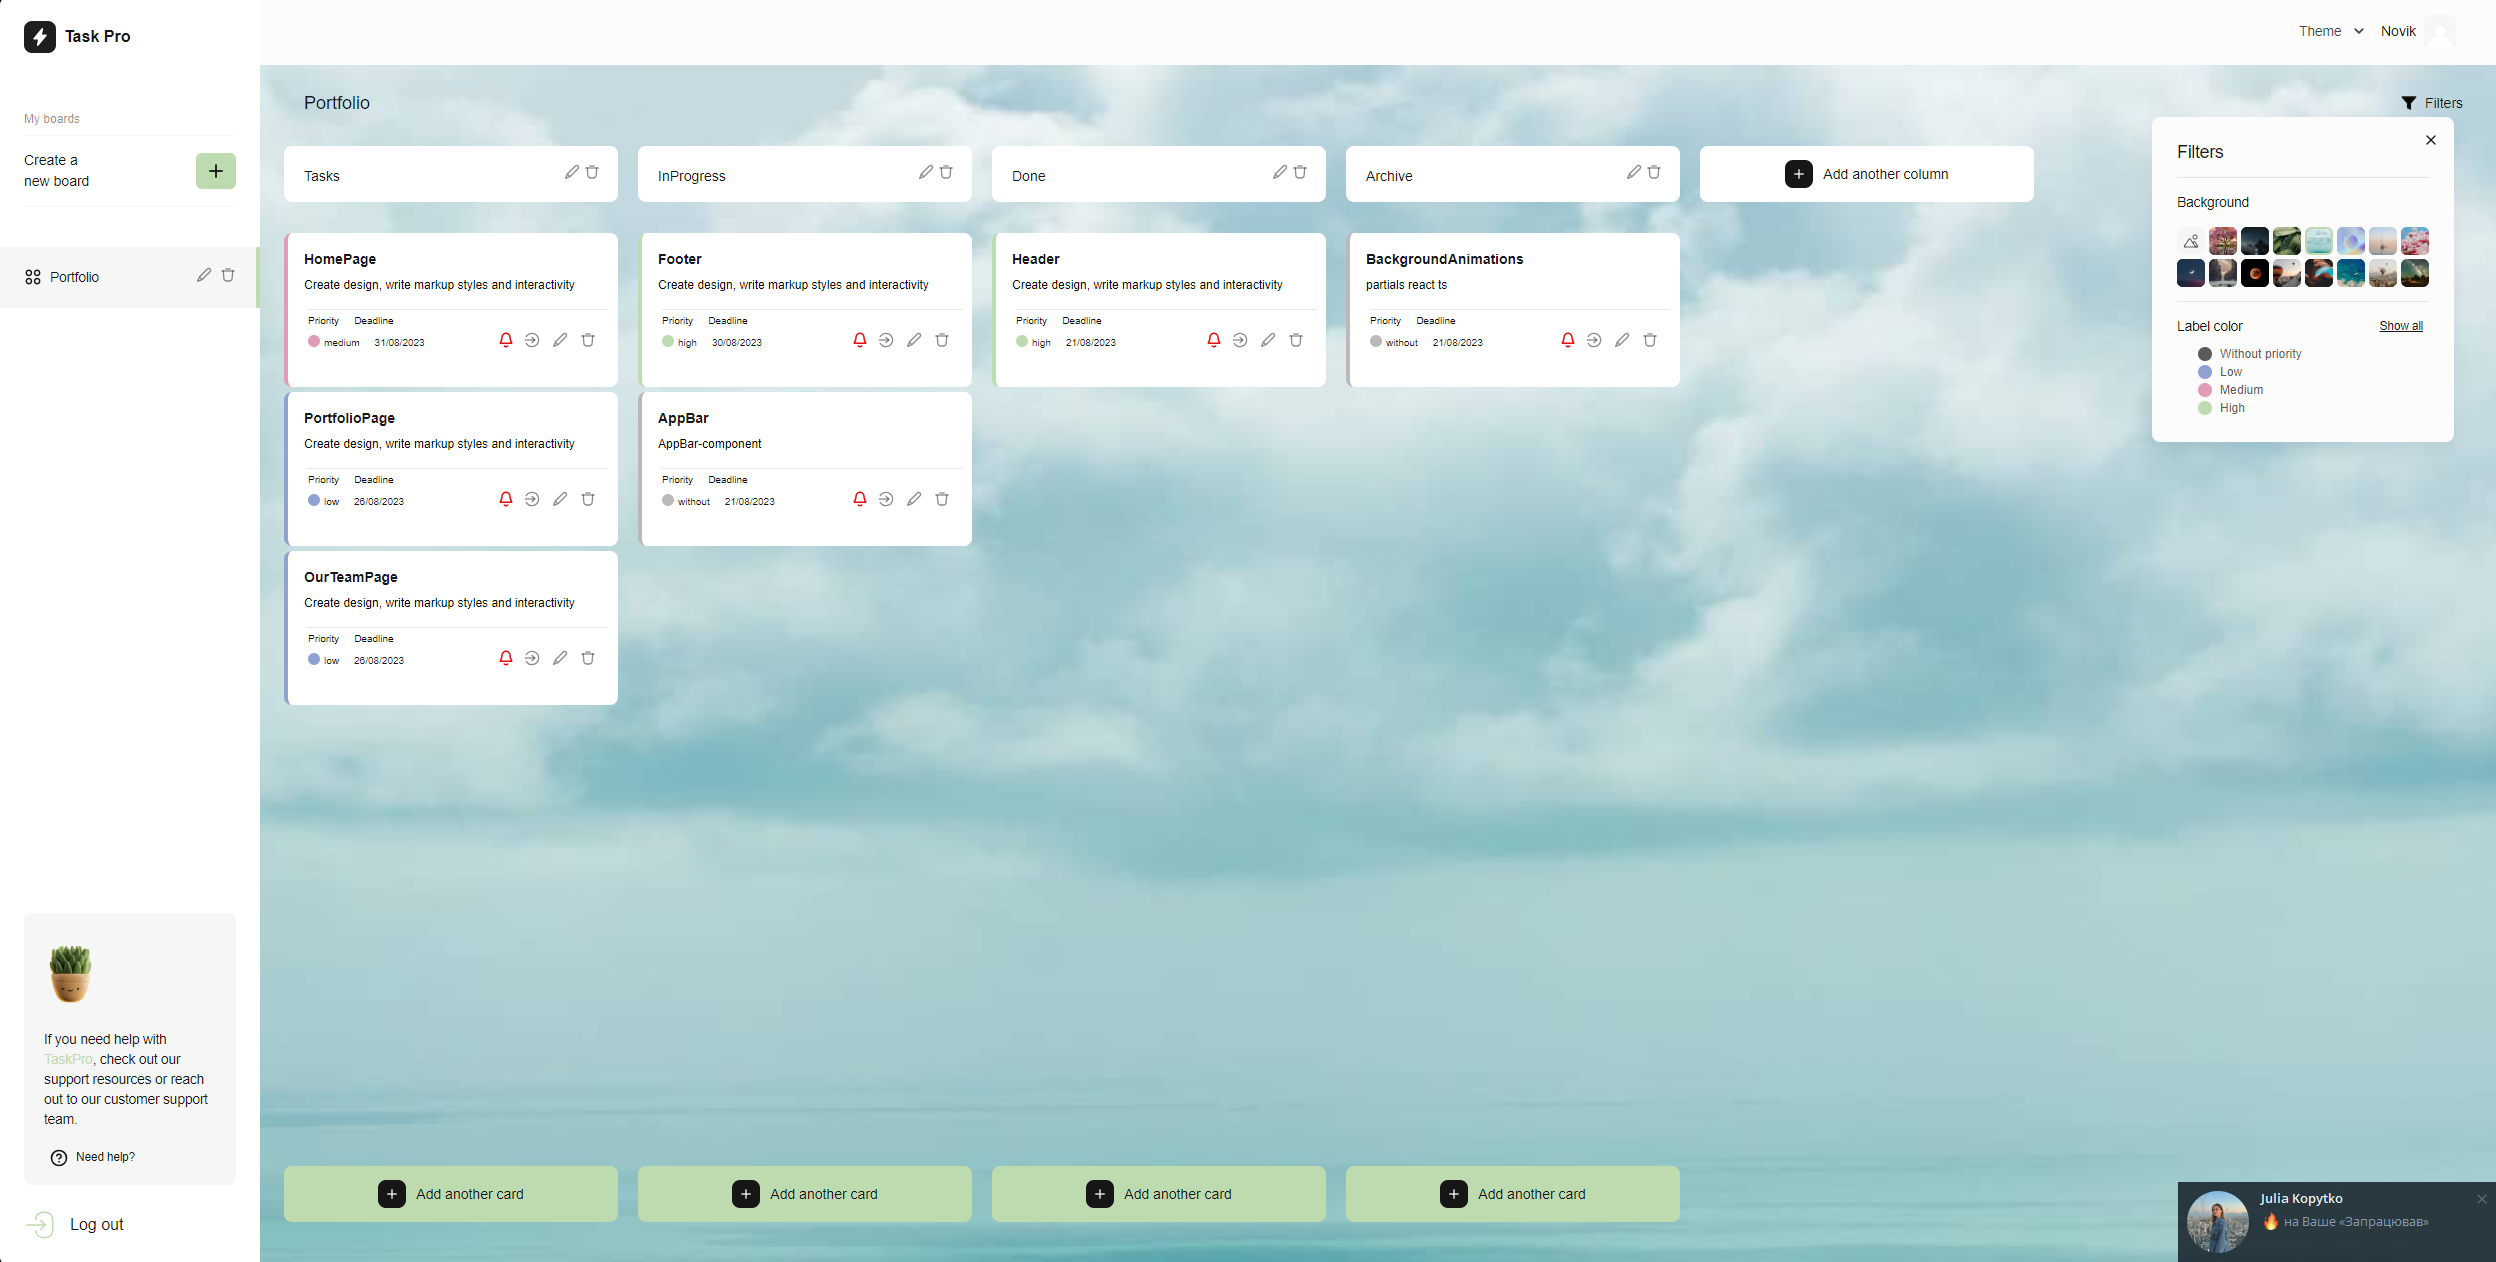 Task Pro
My boards
Create a
new board
Portfolio
If you need help with
TaskPro, check out our
support resources or reach
out to our customer support
team.
Need help?
Log out
Theme
Novik
Portfolio
Filters
Tasks
HomePage
Create design, write markup styles and interactivity
Priority Deadline
medium 31/08/2023
PortfolioPage
Create design, write markup styles and interactivity
Priority Deadline
low 26/08/2023
OurTeamPage
Create design, write markup styles and interactivity
Priority Deadline
low 26/08/2023
Add another card
InProgress
Footer
Create design, write markup styles and interactivity
Priority Deadline
high 30/08/2023
AppBar
AppBar-component
Priority Deadline
without 21/08/2023
Add another card
Done
Header
Create design, write markup styles and interactivity
Priority Deadline
high 21/08/2023
Add another card
Archive
BackgroundAnimations
partials react ts
Priority Deadline
without 21/08/2023
Add another card
Add another column
Filters
Background
Label color Show all
Without priority
Low
Medium
High
Julia Kopytko
на Ваше «Запрацював»